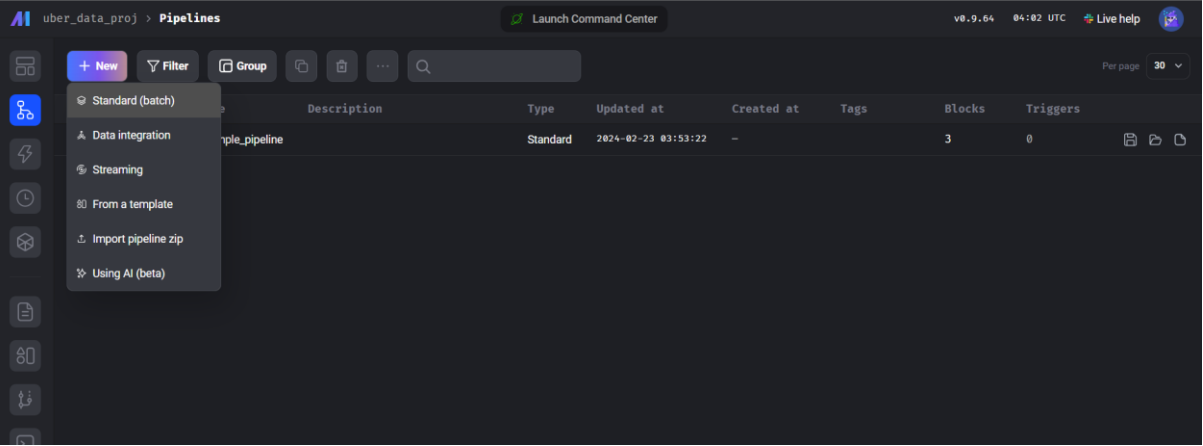 uber_data_proj > Pipelines
Launch Command Center
v0.9.64
04:02 UTC
Live help
+ New
Filter
Group
Per page 30
Standard (batch)
Data integration
Streaming
From a template
Import pipeline zip
Using AI (beta)
Description Type Updated at Created at Tags Blocks Triggers
Standard 2024-02-23 03:53:22 — 3 0